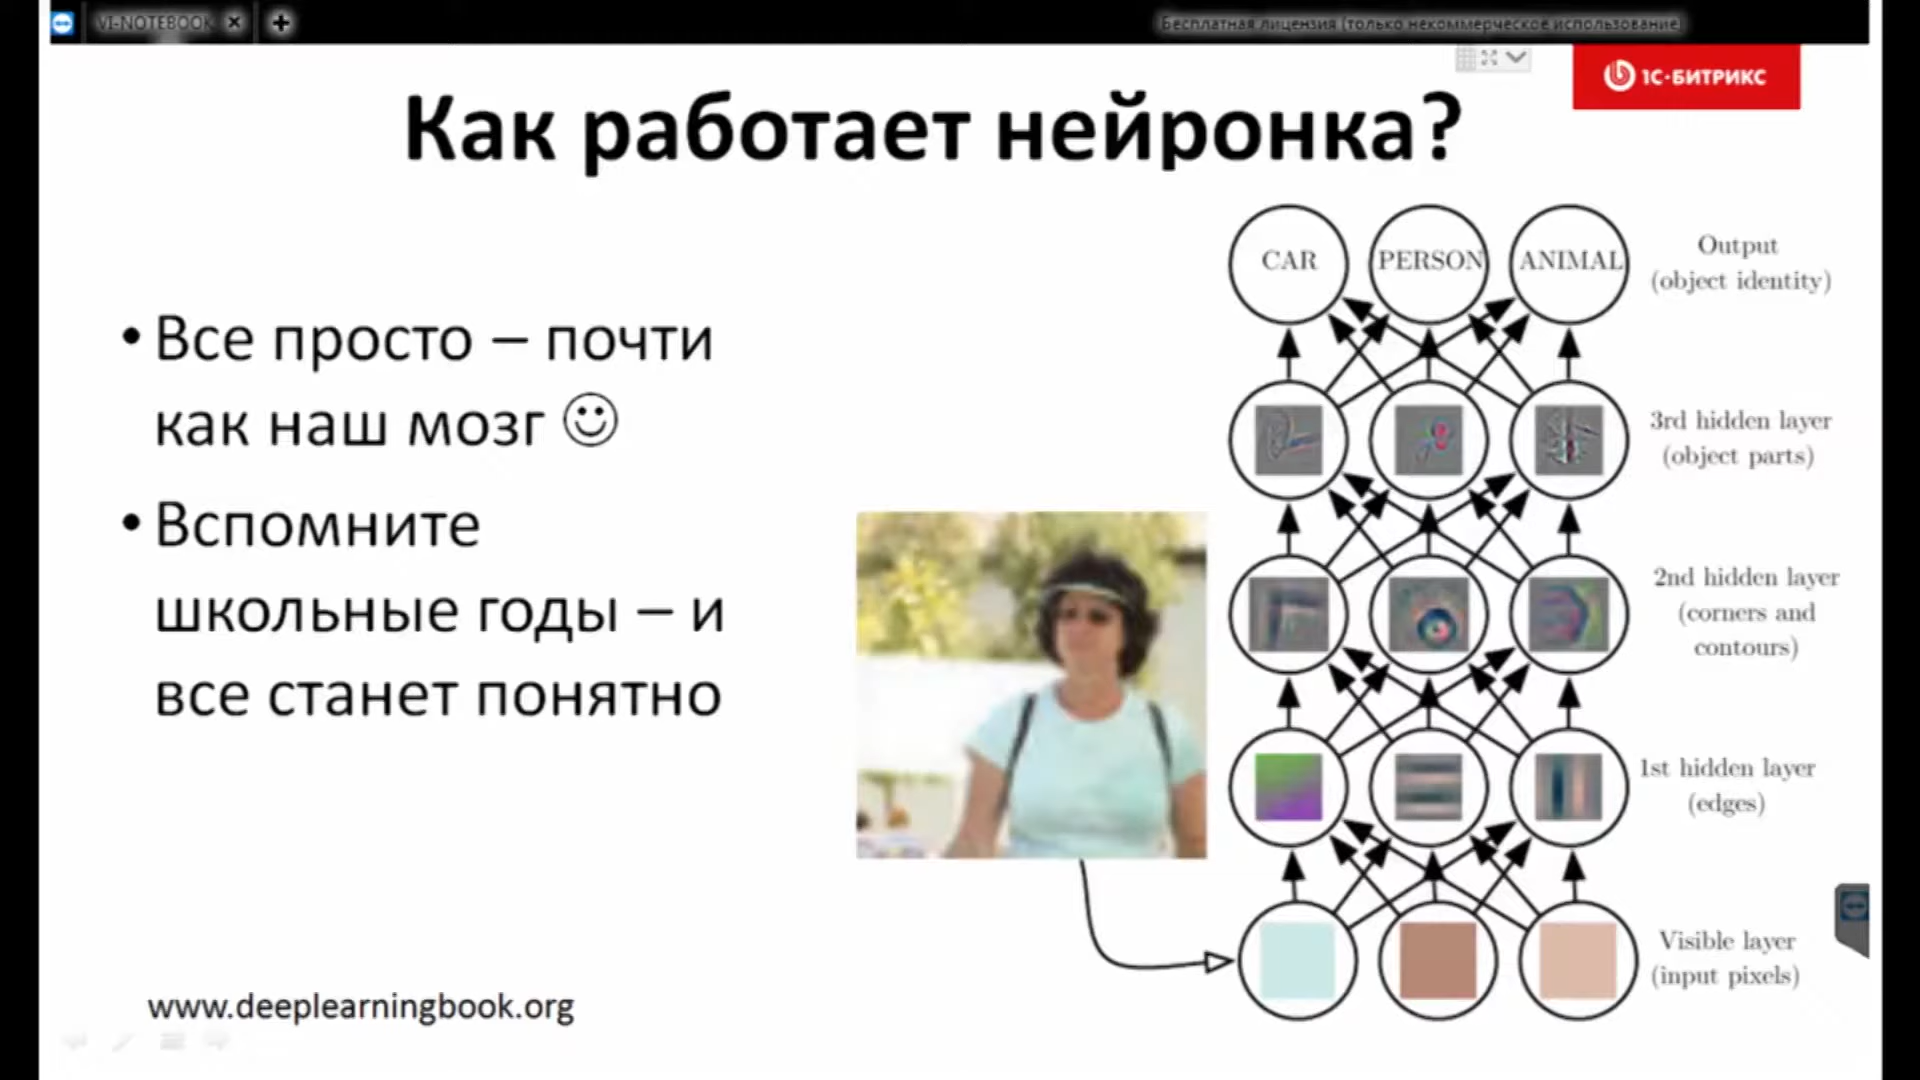 VI-NOTEBOOK
Бесплатная лицензия (только некоммерческое использование)
1С-БИТРИКС
Как работает нейронка?
• Все просто – почти
как наш мозг ☺
• Вспомните
школьные годы – и
все станет понятно
www.deeplearningbook.org
CAR
PERSON
ANIMAL
Output
(object identity)
3rd hidden layer
(object parts)
2nd hidden layer
(corners and
contours)
1st hidden layer
(edges)
Visible layer
(input pixels)